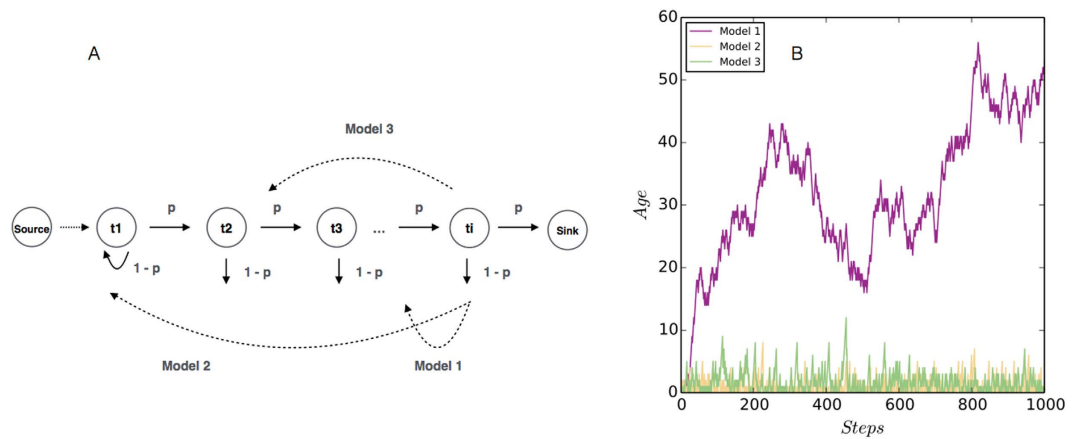 A
Model 3
p
p
p
p
Source
t1
t2
t3
...
ti
Sink
1 - p
1 - p
1 - p
1 - p
Model 2
Model 1
B
Model 1
Model 2
Model 3
60
50
40
30
20
10
0
Age
0
200
400
600
800
1000
Steps